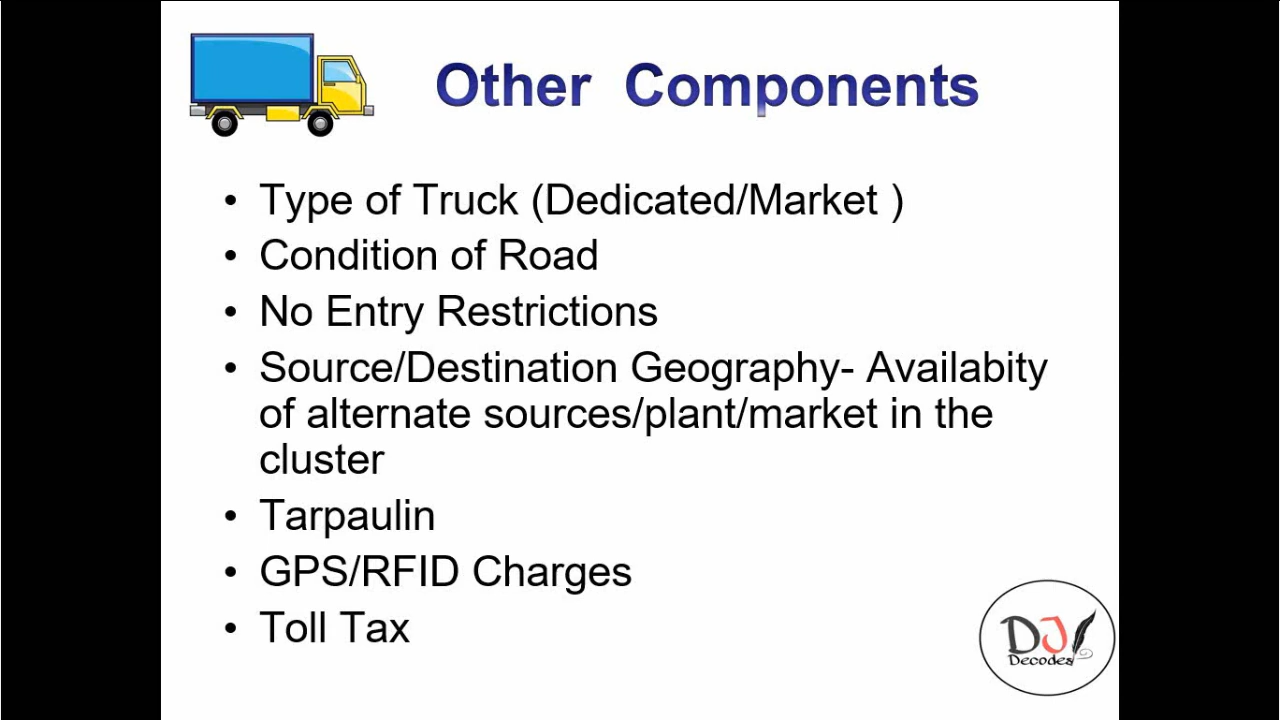 Other Components
• Type of Truck (Dedicated/Market )
• Condition of Road
• No Entry Restrictions
• Source/Destination Geography- Availabity
of alternate sources/plant/market in the
cluster
• Tarpaulin
• GPS/RFID Charges
• Toll Tax
DJ
Decodes